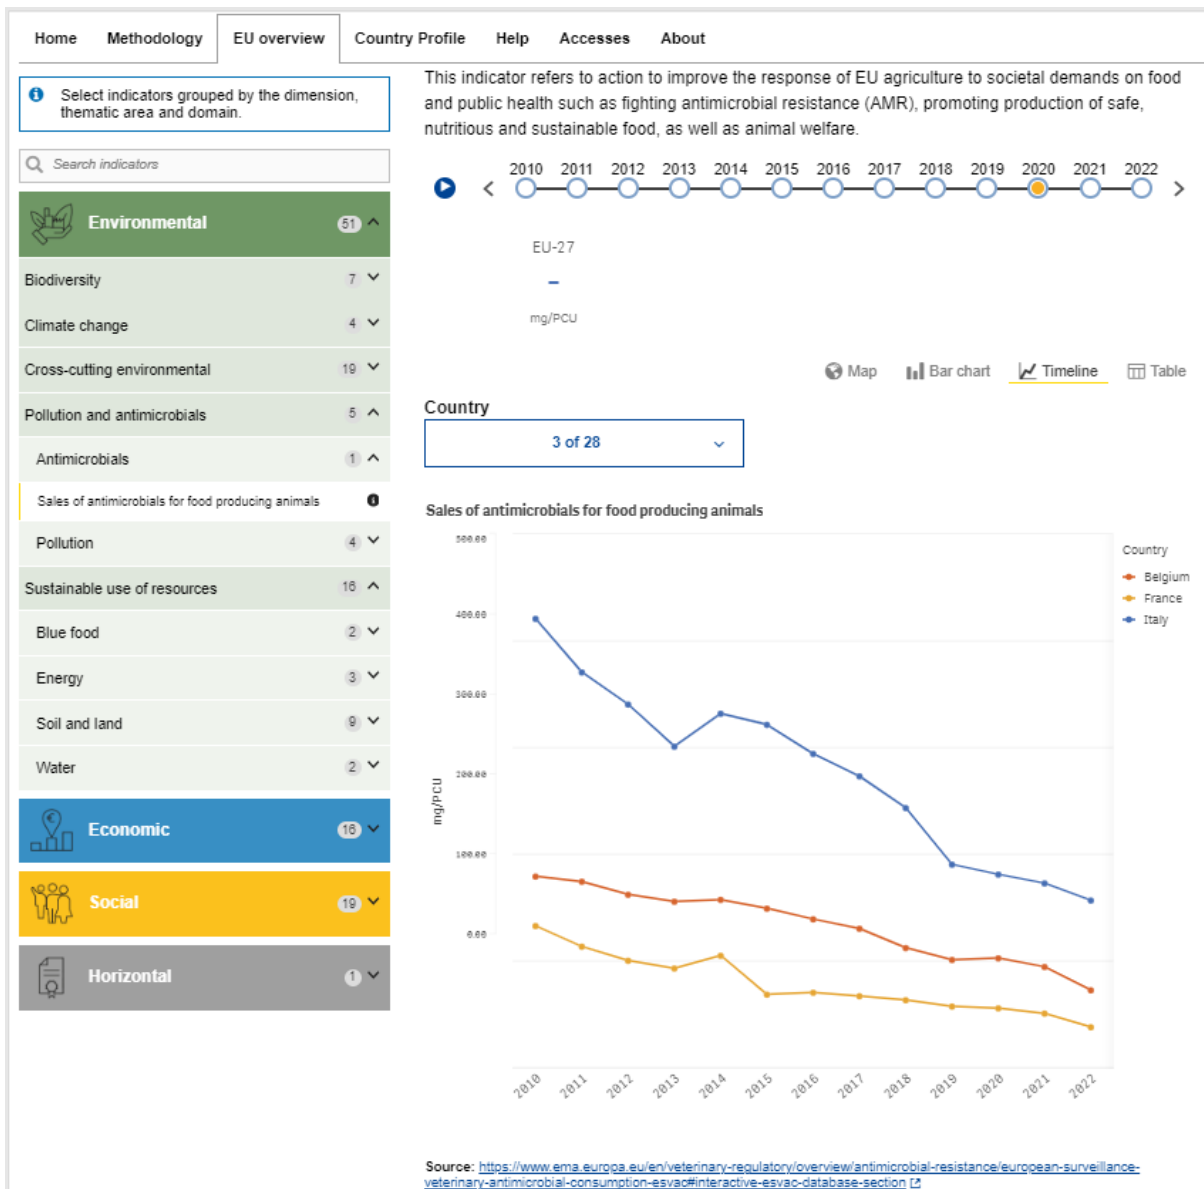 Home Methodology EU overview Country Profile Help Accesses About
Select indicators grouped by the dimension,
thematic area and domain.
Search indicators
Environmental 51
Biodiversity 7
Climate change 4
Cross-cutting environmental 19
Pollution and antimicrobials 5
Antimicrobials 1
Sales of antimicrobials for food producing animals
Pollution 4
Sustainable use of resources 16
Blue food 2
Energy 3
Soil and land 9
Water 2
Economic 16
Social 19
Horizontal 1
This indicator refers to action to improve the response of EU agriculture to societal demands on food
and public health such as fighting antimicrobial resistance (AMR), promoting production of safe,
nutritious and sustainable food, as well as animal welfare.
2010 2011 2012 2013 2014 2015 2016 2017 2018 2019 2020 2021 2022
EU-27
–
mg/PCU
Map Bar chart Timeline Table
Country
3 of 28
Sales of antimicrobials for food producing animals
500.00
400.00
300.00
200.00
100.00
0.00
mg/PCU
Country
Belgium
France
Italy
2010 2011 2012 2013 2014 2015 2016 2017 2018 2019 2020 2021 2022
Source: https://www.ema.europa.eu/en/veterinary-regulatory/overview/antimicrobial-resistance/european-surveillance-
veterinary-antimicrobial-consumption-esvac#interactive-esvac-database-section